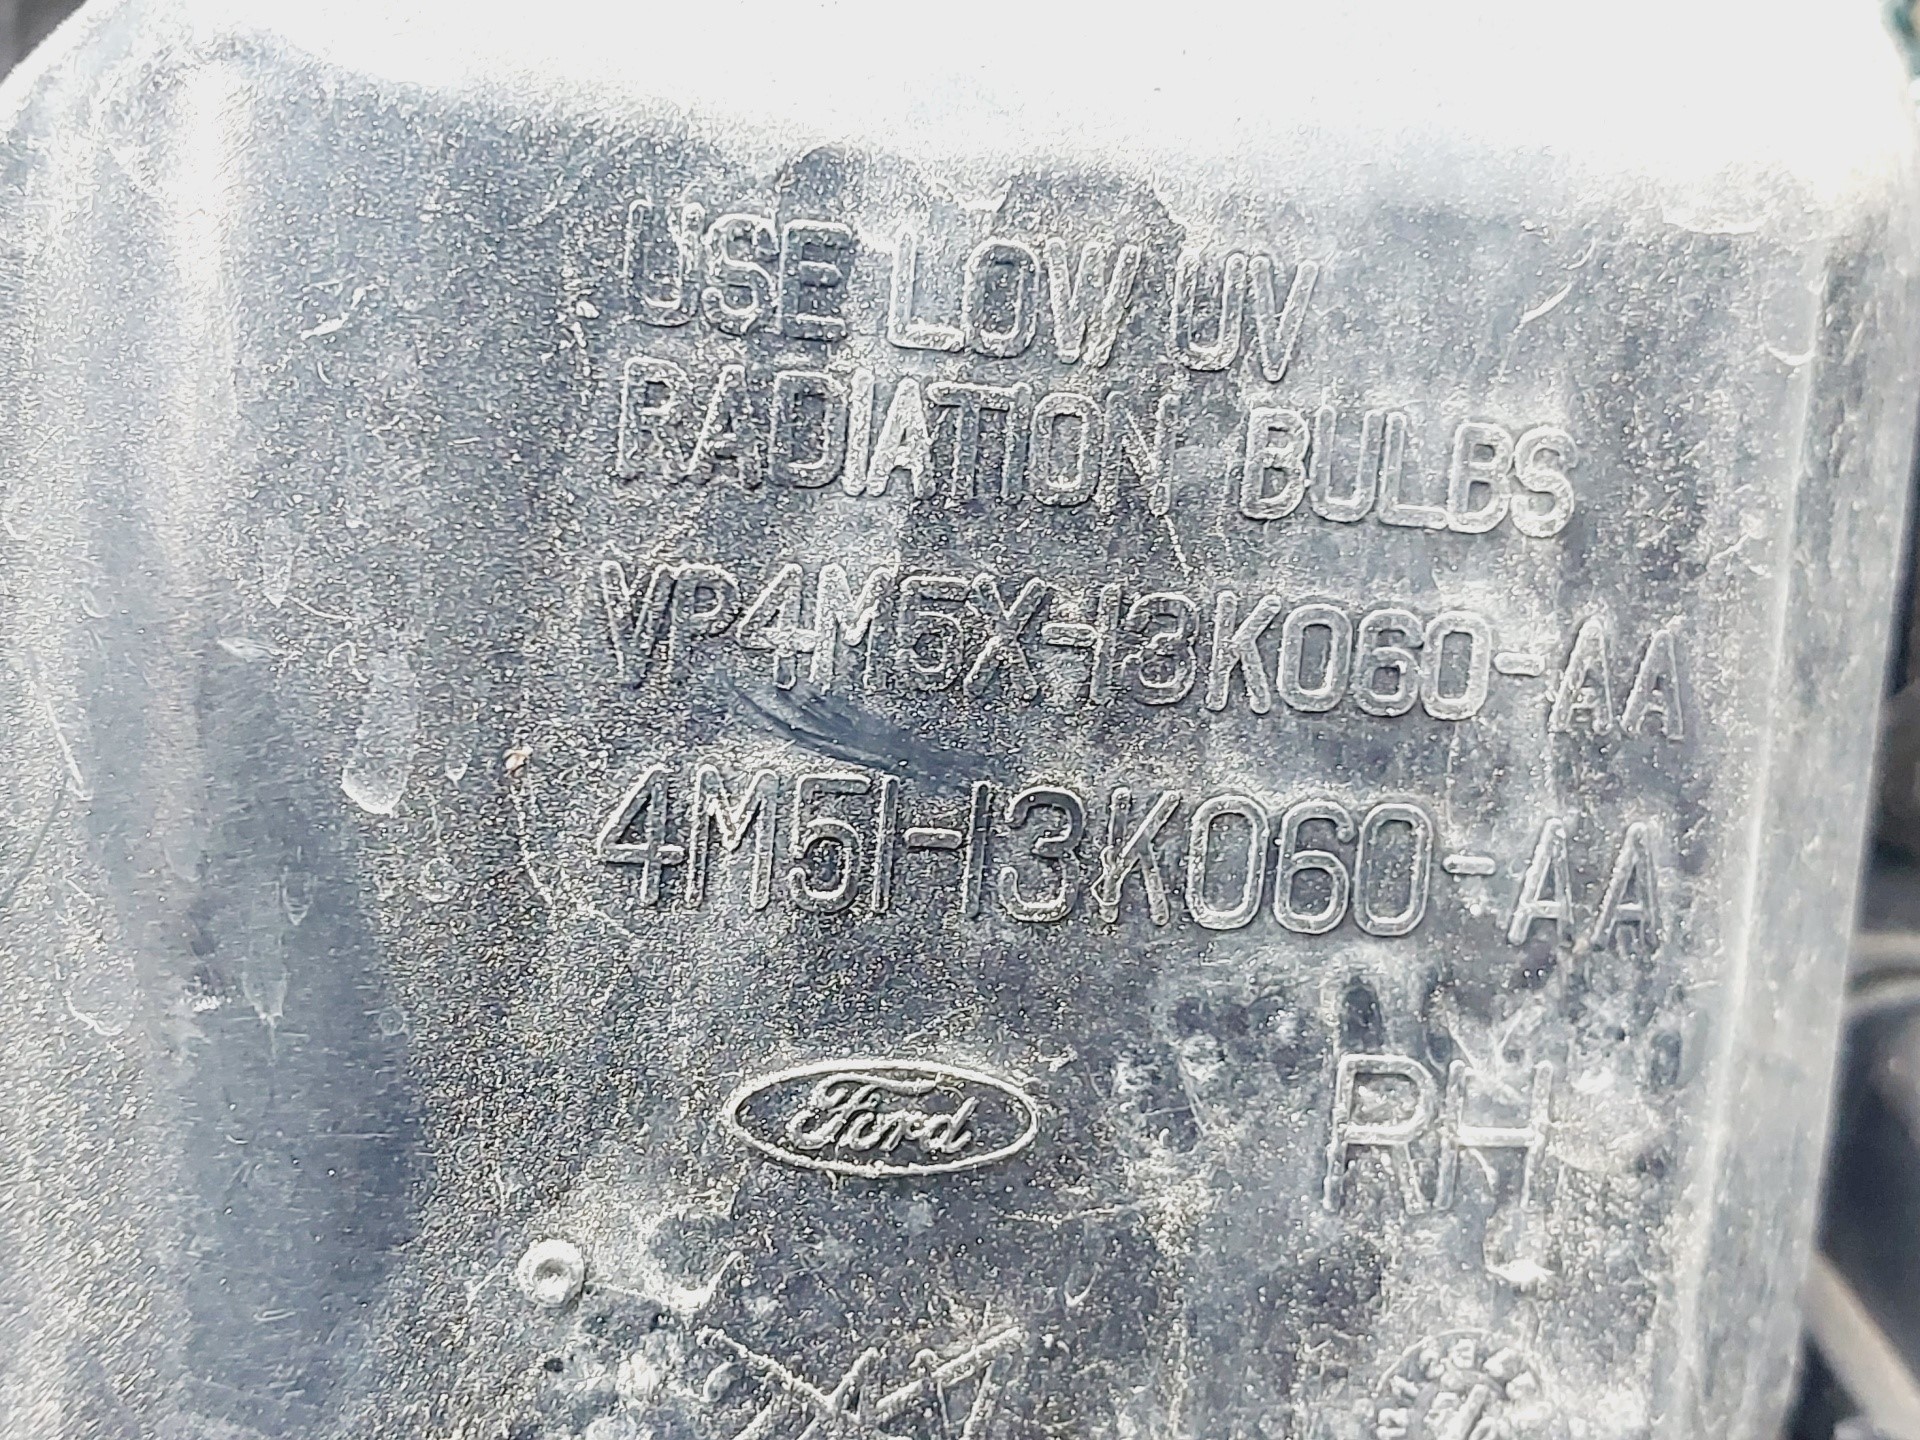 USE LOW UV
RADIATION BULBS
VP4M5X-13K060-AA
4M51-13K060-AA
Ford
RH